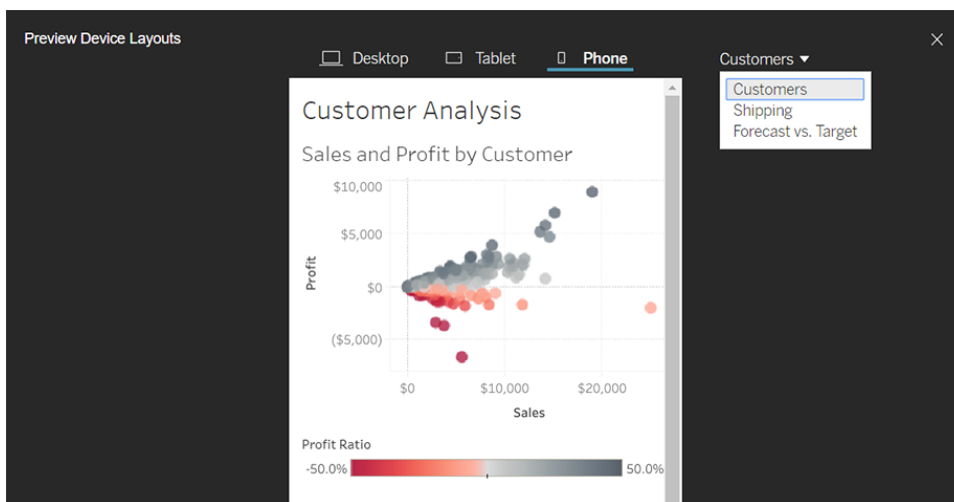 Preview Device Layouts
Desktop Tablet Phone
Customers
Customers
Shipping
Forecast vs. Target
Customer Analysis
Sales and Profit by Customer
$10,000
$5,000
$0
($5,000)
Profit
$0 $10,000 $20,000
Sales
Profit Ratio
-50.0% 50.0%